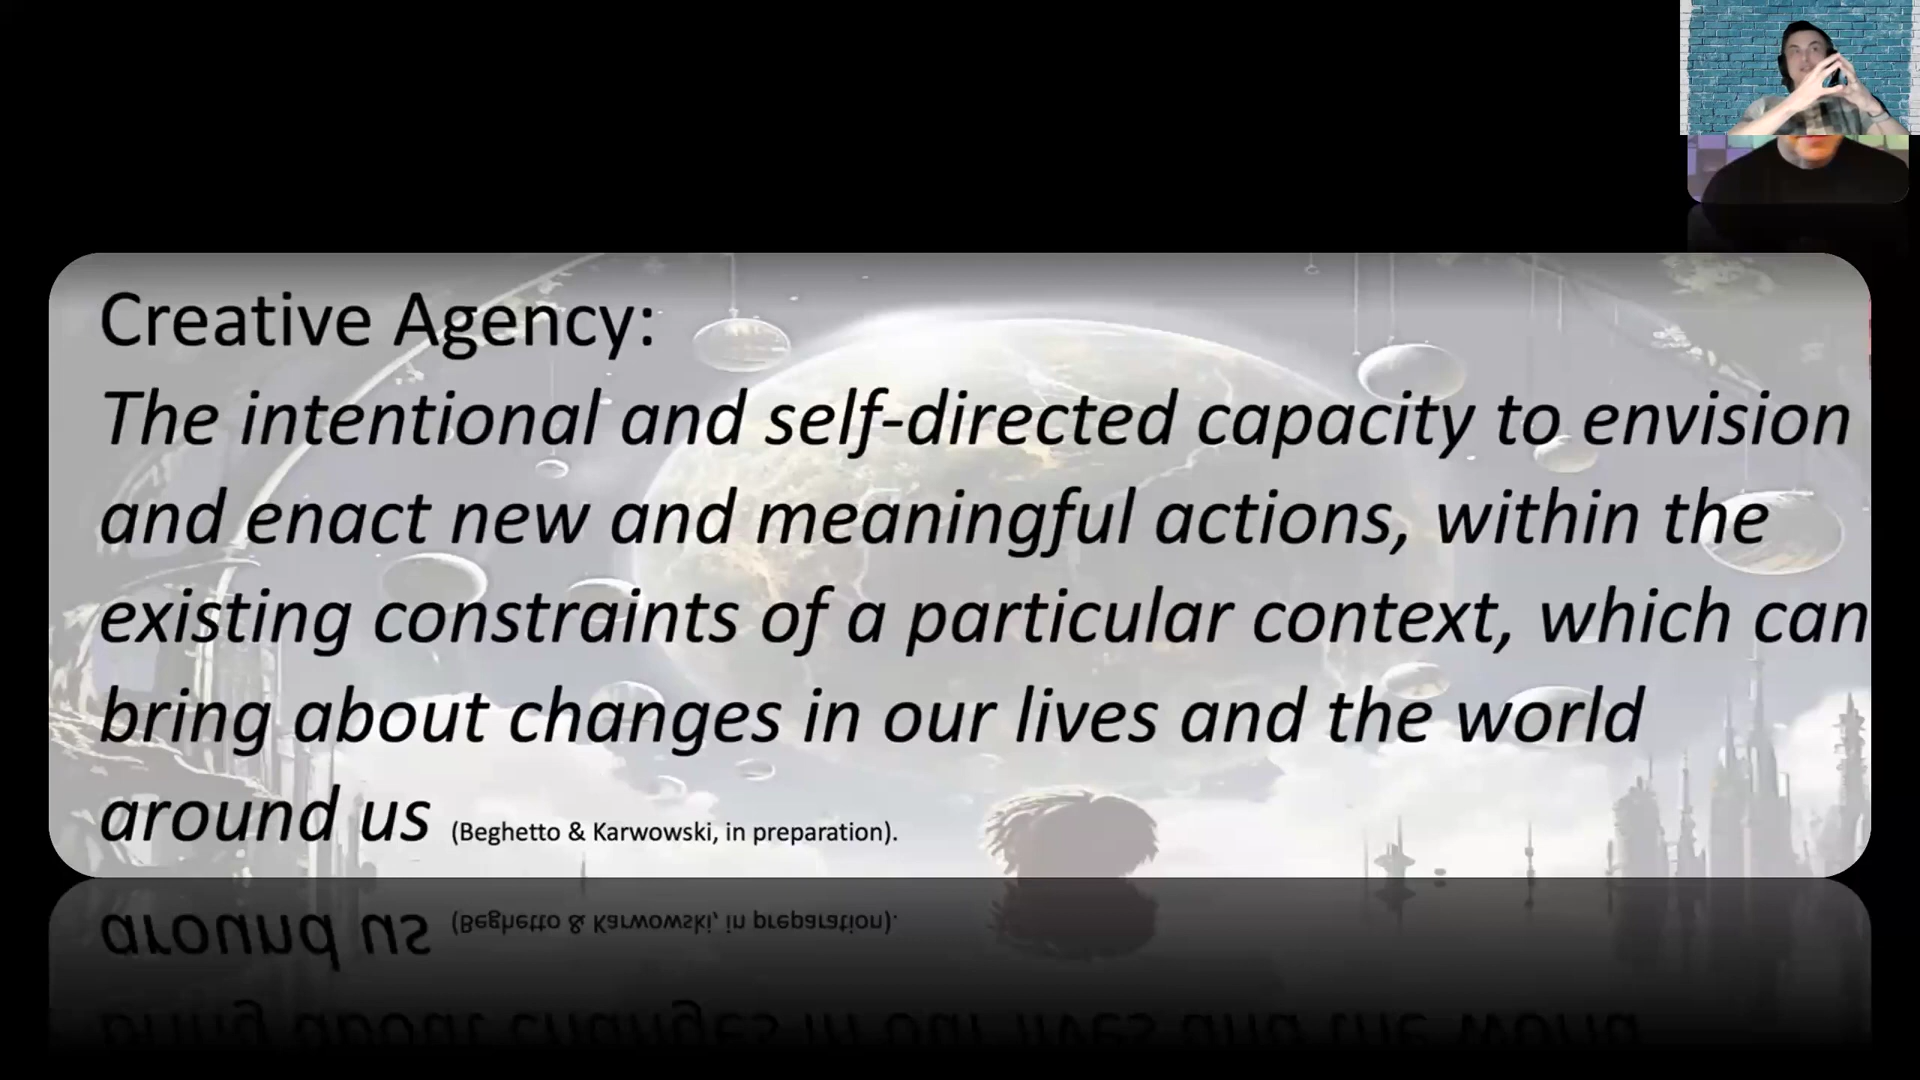 Creative Agency:
The intentional and self-directed capacity to envision
and enact new and meaningful actions, within the
existing constraints of a particular context, which can
bring about changes in our lives and the world
around us (Beghetto & Karwowski, in preparation).